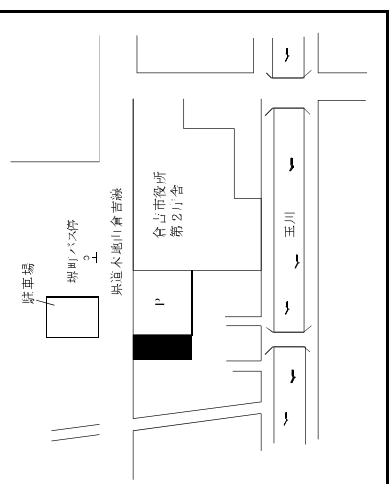 駐車場
堺町バス停
県道木地山倉吉線
倉吉市役所
第２庁舎
P
玉川